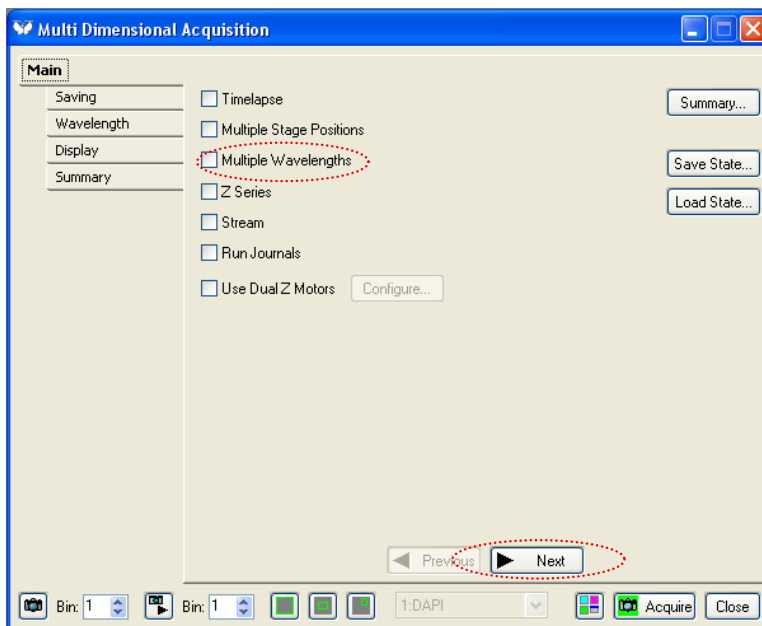 Multi Dimensional Acquisition
Main
Saving
Wavelength
Display
Summary
Timelapse
Multiple Stage Positions
Multiple Wavelengths
Z Series
Stream
Run Journals
Use Dual Z Motors Configure...
Summary...
Save State...
Load State...
Previous Next
Bin: 1 Bin: 1 1:DAPI Acquire Close